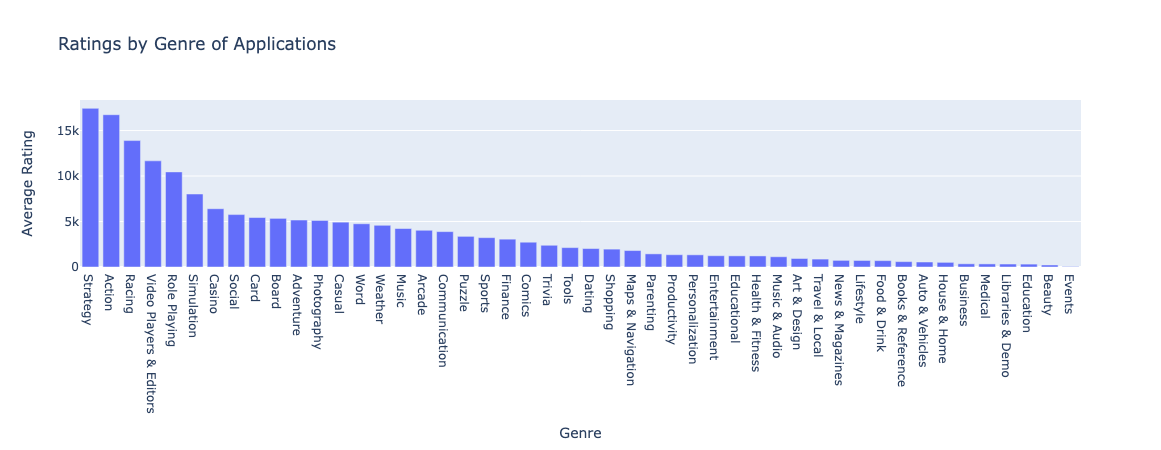 Ratings by Genre of Applications
Average Rating
15k
10k
5k
0
Strategy
Action
Racing
Video Players & Editors
Role Playing
Simulation
Casino
Social
Card
Board
Adventure
Photography
Casual
Word
Weather
Music
Arcade
Communication
Puzzle
Sports
Finance
Comics
Trivia
Tools
Dating
Shopping
Maps & Navigation
Parenting
Productivity
Personalization
Entertainment
Educational
Health & Fitness
Music & Audio
Art & Design
Travel & Local
News & Magazines
Lifestyle
Food & Drink
Books & Reference
Auto & Vehicles
House & Home
Business
Medical
Libraries & Demo
Education
Beauty
Events
Genre